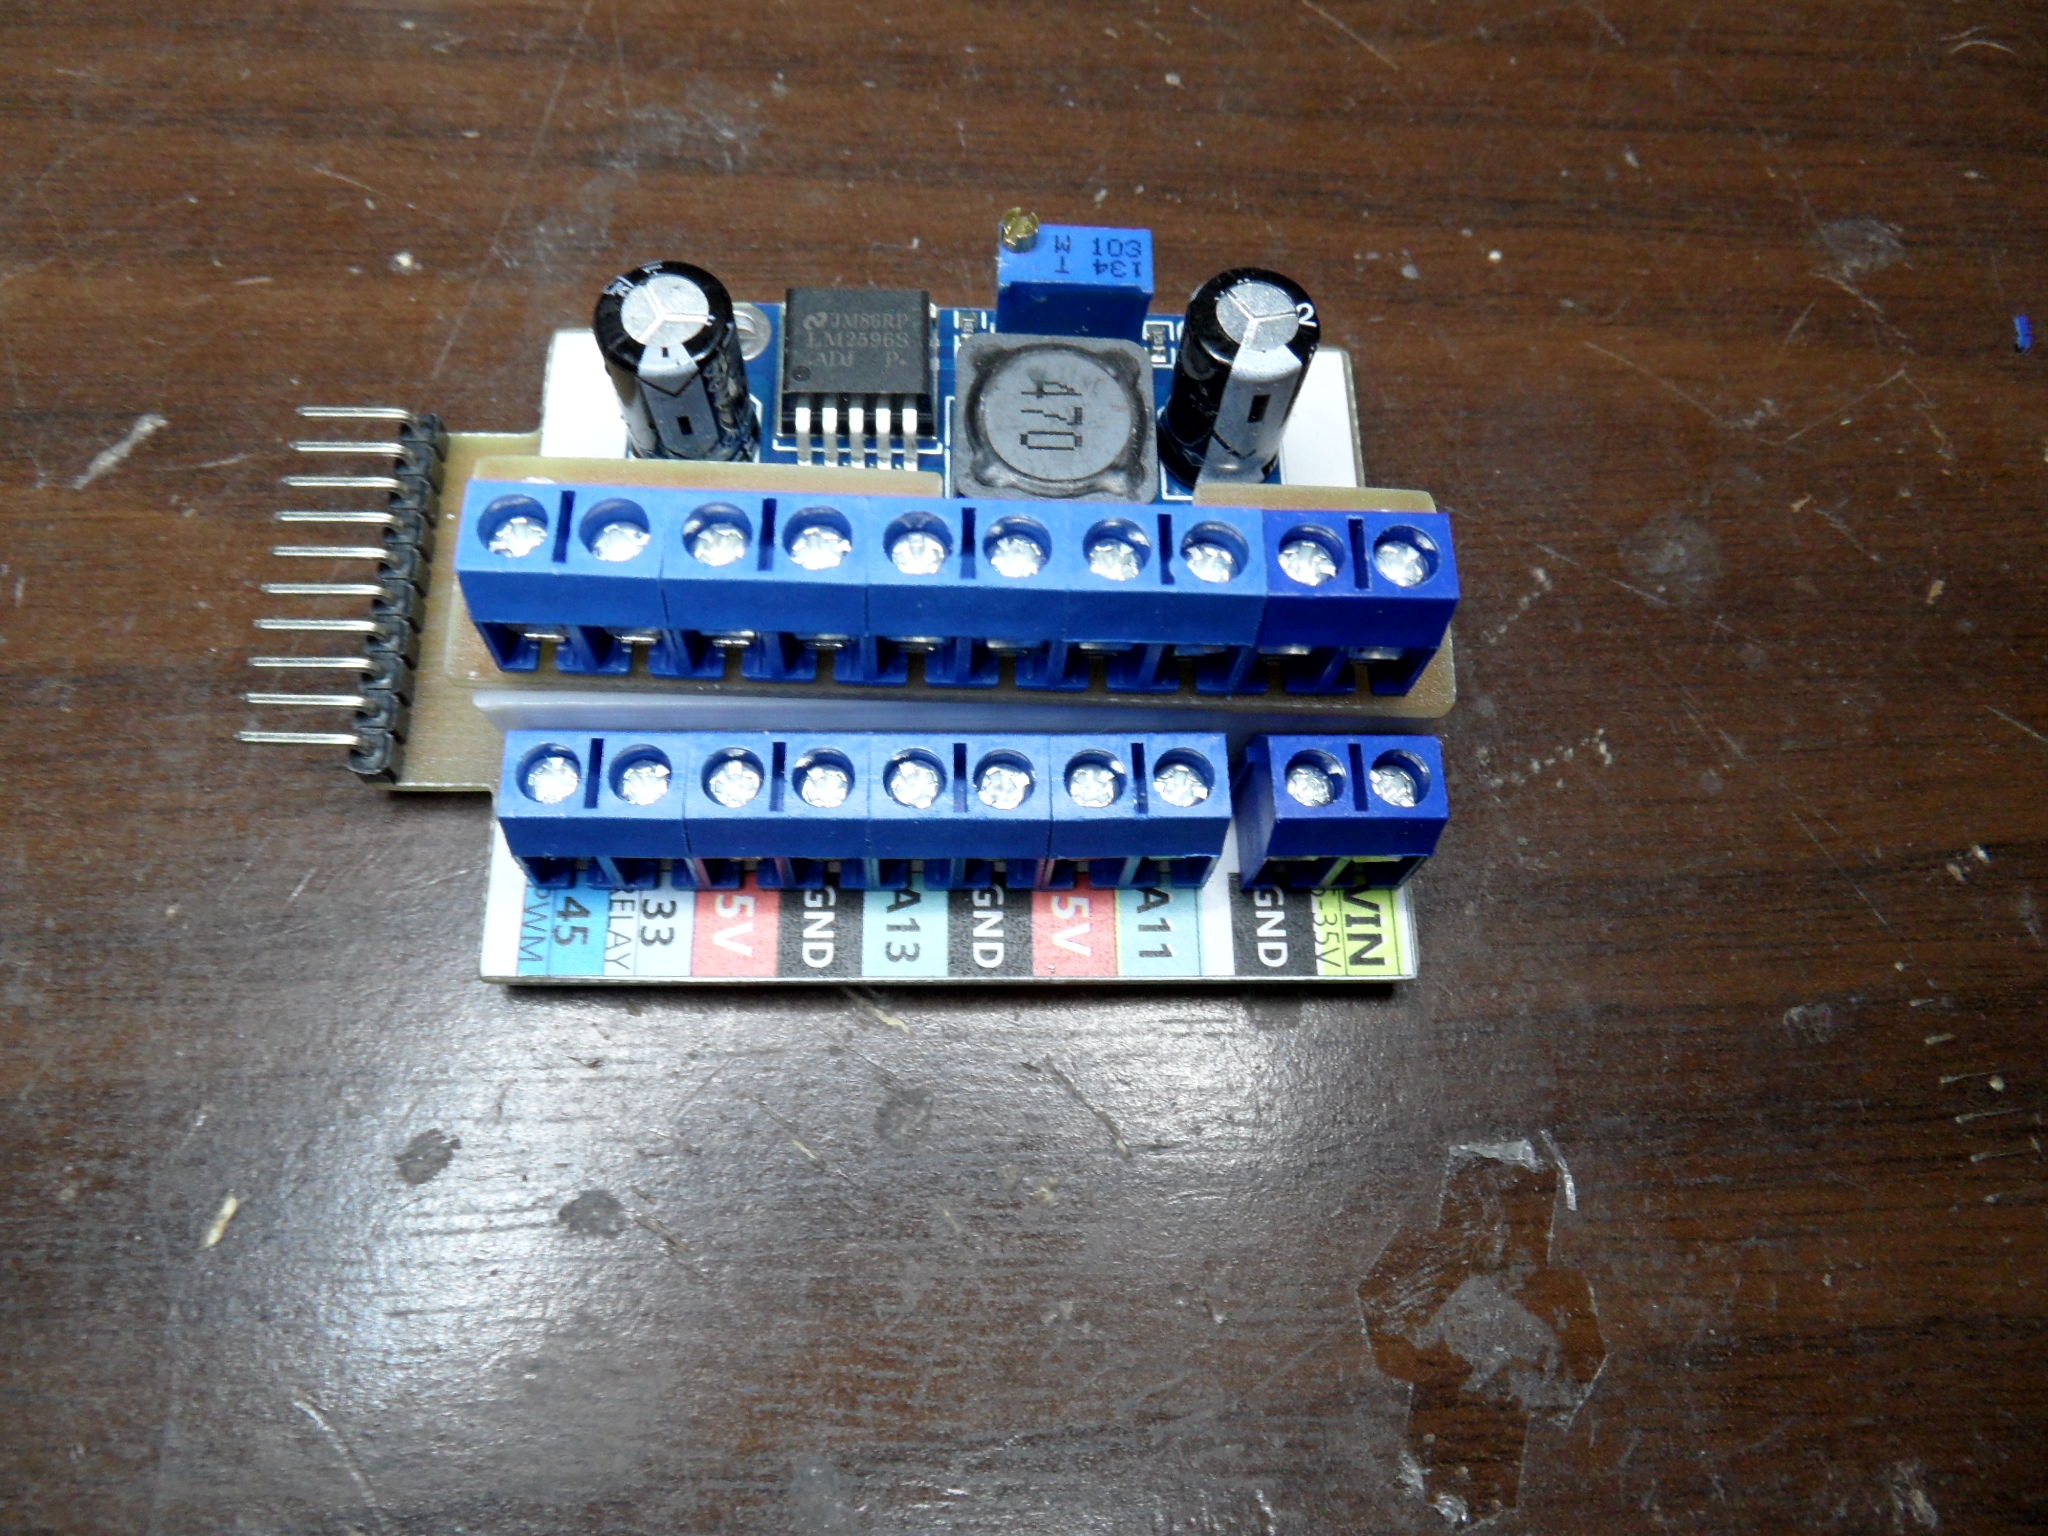 JM86RP
LM2596S
-ADJ P+
T 134
M 103
470
2
PWM
45
RELAY
33
5V
GND
A13
GND
5V
A11
GND
-35V
VIN